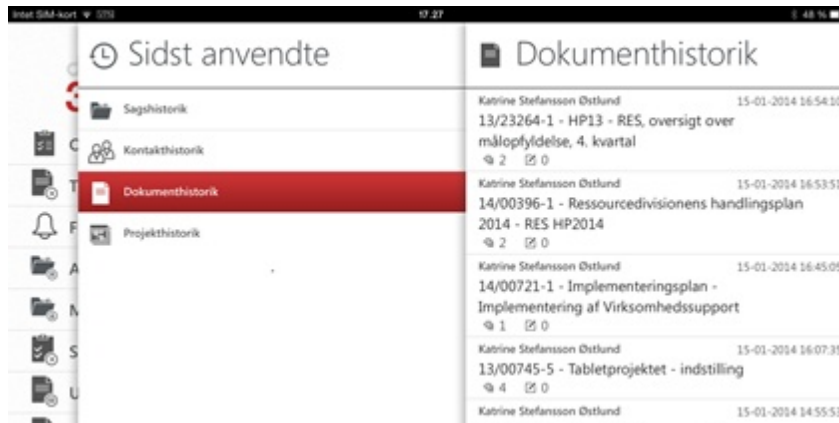 Intet SIM-kort
17.27
48 %
Sidst anvendte
Sagshistorik
Kontakthistorik
Dokumenthistorik
Projekthistorik
Dokumenthistorik
Katrine Stefansson Østlund 15-01-2014 16:54:10
13/23264-1 - HP13 - RES, oversigt over
målopfyldelse, 4. kvartal
2 0
Katrine Stefansson Østlund 15-01-2014 16:53:51
14/00396-1 - Ressourcedivisionens handlingsplan
2014 - RES HP2014
2 0
Katrine Stefansson Østlund 15-01-2014 16:45:05
14/00721-1 - Implementeringsplan -
Implementering af Virksomhedssupport
1 0
Katrine Stefansson Østlund 15-01-2014 16:07:35
13/00745-5 - Tabletprojektet - indstilling
4 0
Katrine Stefansson Østlund 15-01-2014 14:55:53